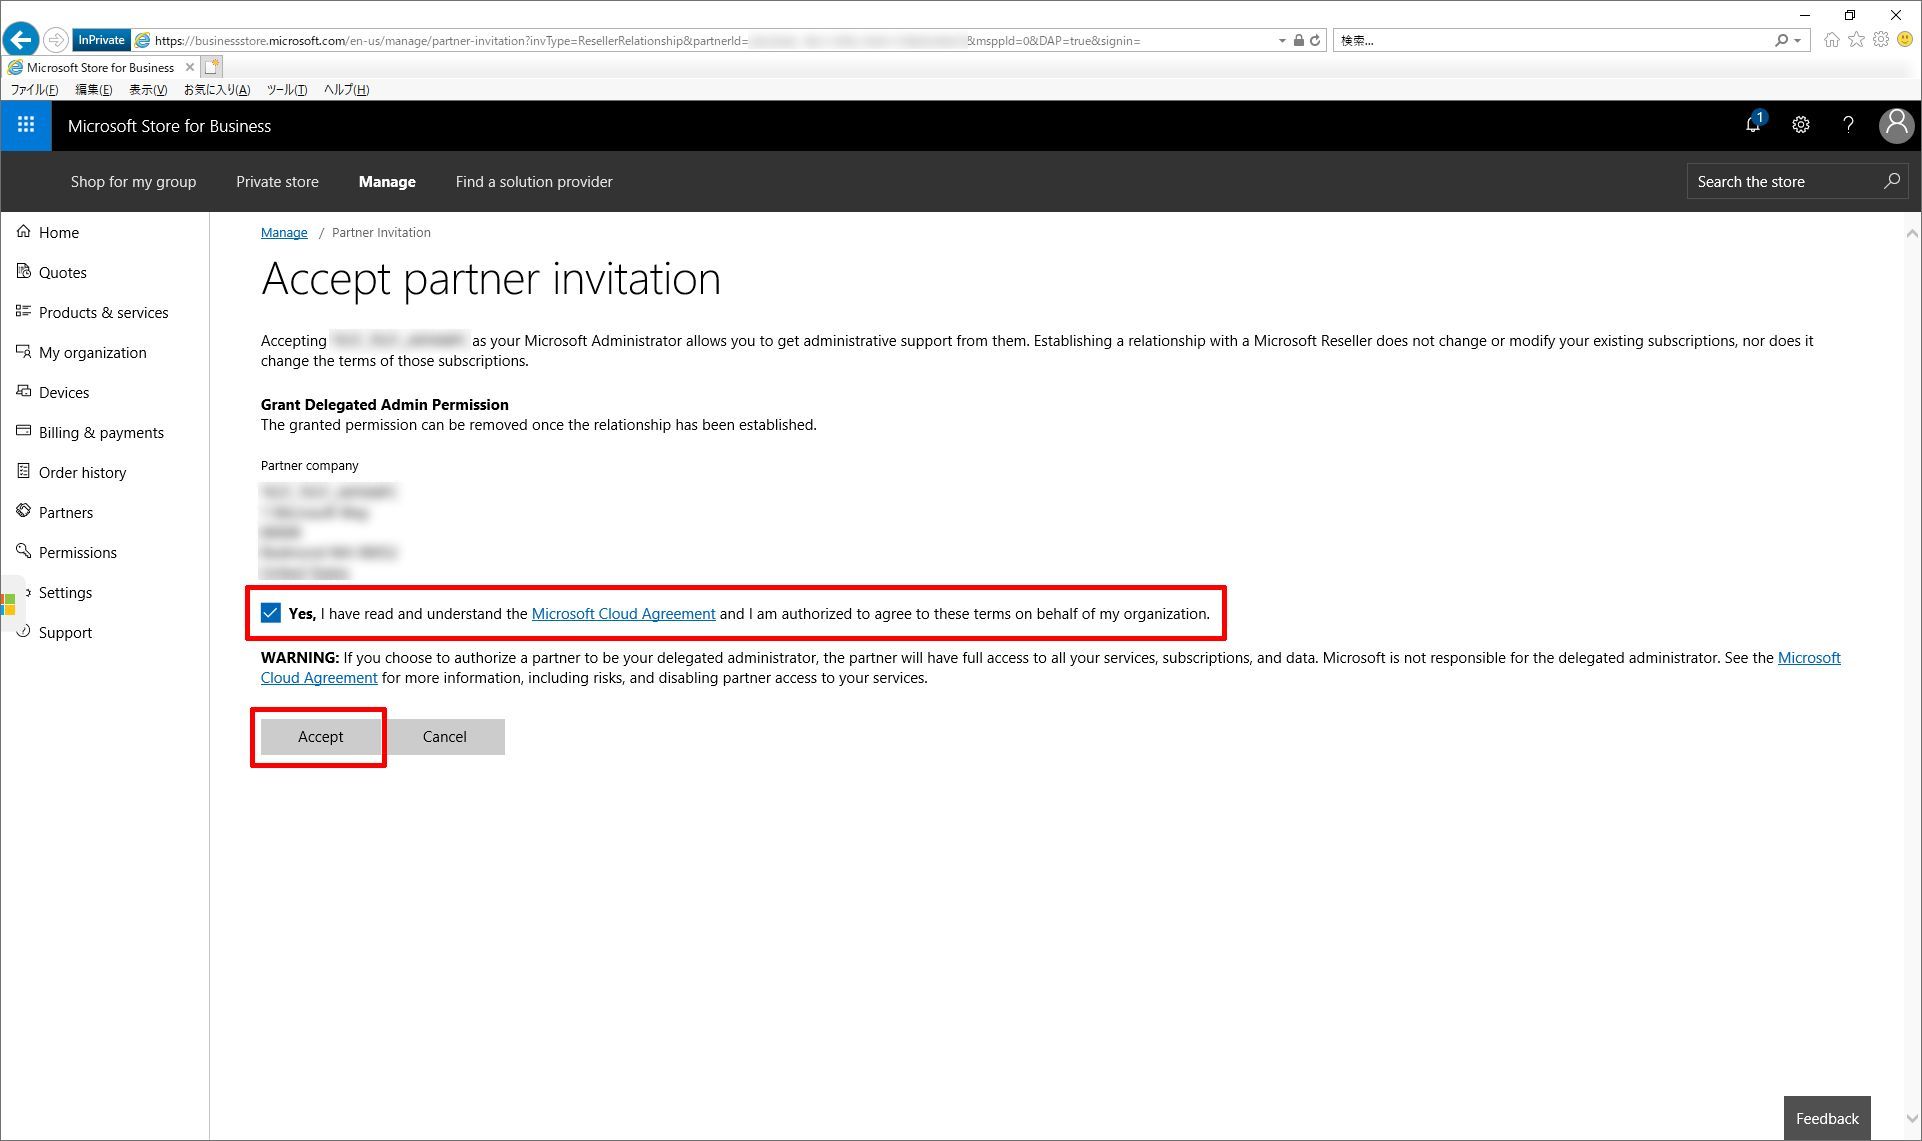 InPrivate https://businessstore.microsoft.com/en-us/manage/partner-invitation?invType=ResellerRelationship&partnerId= &msppId=0&DAP=true&signin= 検索...
Microsoft Store for Business
ファイル(F) 編集(E) 表示(V) お気に入り(A) ツール(T) ヘルプ(H)
Microsoft Store for Business 1 ?
Shop for my group Private store Manage Find a solution provider Search the store
Home
Quotes
Products & services
My organization
Devices
Billing & payments
Order history
Partners
Permissions
Settings
Support
Manage / Partner Invitation
Accept partner invitation
Accepting as your Microsoft Administrator allows you to get administrative support from them. Establishing a relationship with a Microsoft Reseller does not change or modify your existing subscriptions, nor does it
change the terms of those subscriptions.
Grant Delegated Admin Permission
The granted permission can be removed once the relationship has been established.
Partner company
Yes, I have read and understand the Microsoft Cloud Agreement and I am authorized to agree to these terms on behalf of my organization.
WARNING: If you choose to authorize a partner to be your delegated administrator, the partner will have full access to all your services, subscriptions, and data. Microsoft is not responsible for the delegated administrator. See the Microsoft
Cloud Agreement for more information, including risks, and disabling partner access to your services.
Accept Cancel
Feedback